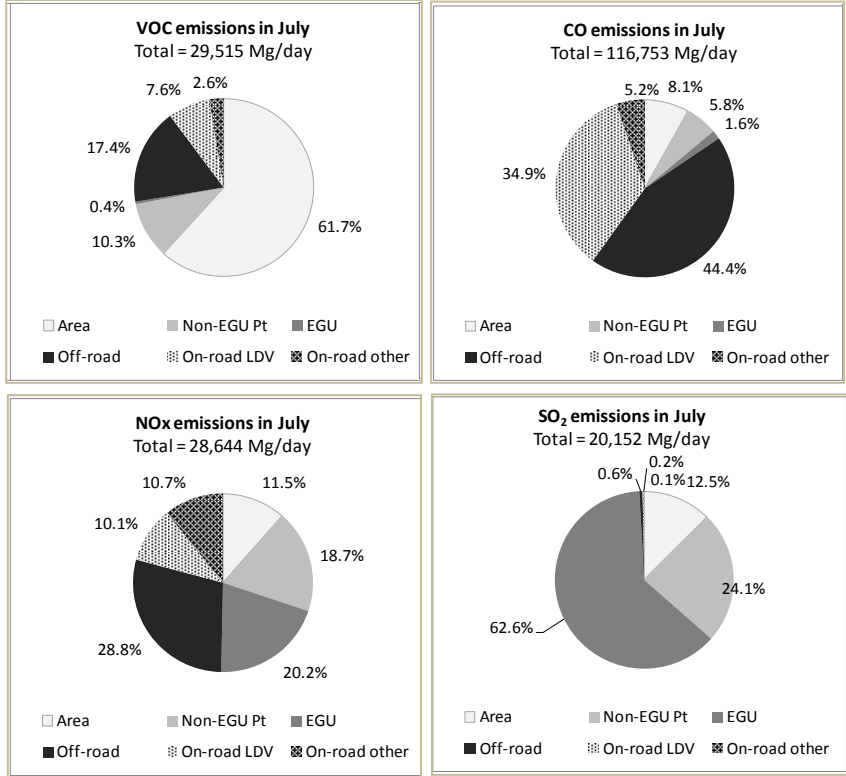 VOC emissions in July
Total = 29,515 Mg/day
7.6%
2.6%
17.4%
0.4%
10.3%
61.7%
Area
Non-EGU Pt
EGU
Off-road
On-road LDV
On-road other
CO emissions in July
Total = 116,753 Mg/day
5.2%
8.1%
5.8%
1.6%
34.9%
44.4%
Area
Non-EGU Pt
EGU
Off-road
On-road LDV
On-road other
NOx emissions in July
Total = 28,644 Mg/day
10.7%
11.5%
10.1%
18.7%
28.8%
20.2%
Area
Non-EGU Pt
EGU
Off-road
On-road LDV
On-road other
SO₂ emissions in July
Total = 20,152 Mg/day
0.2%
0.6%
0.1%
12.5%
24.1%
62.6%
Area
Non-EGU Pt
EGU
Off-road
On-road LDV
On-road other